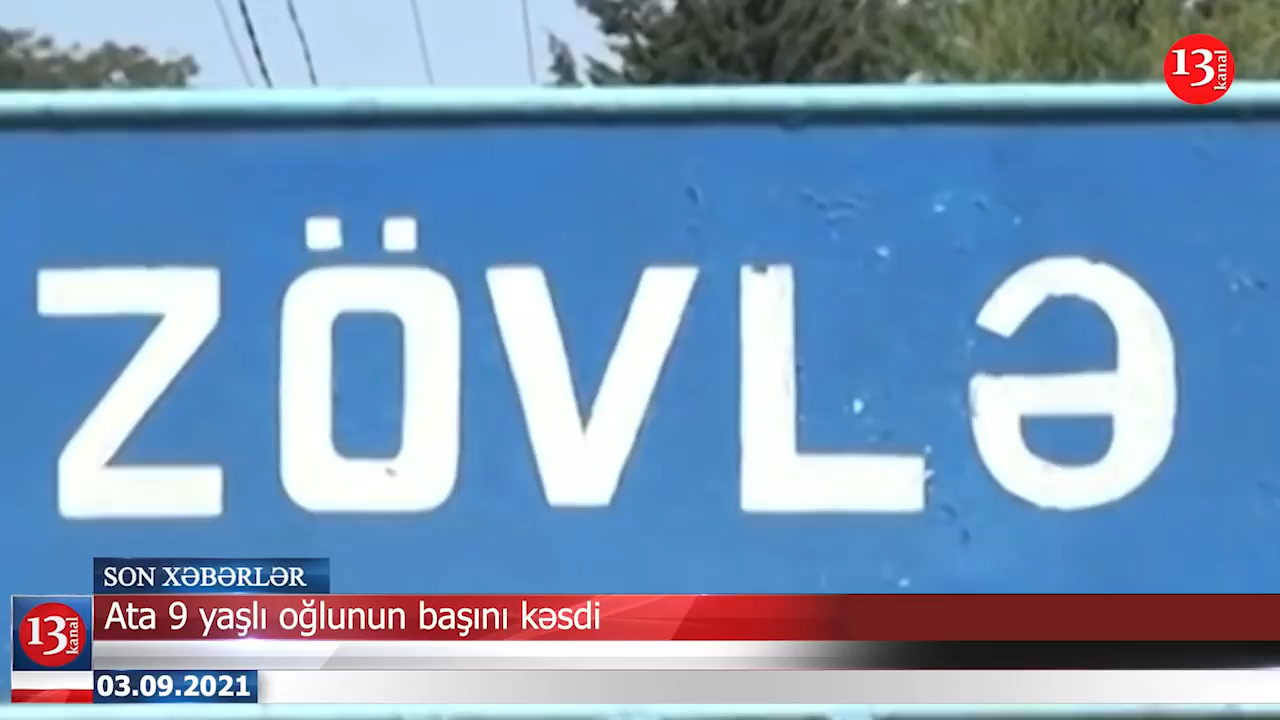 13 kanal
ZÖVLƏ
SON XƏBƏRLƏR
Ata 9 yaşlı oğlunun başını kəsdi
13 kanal
03.09.2021